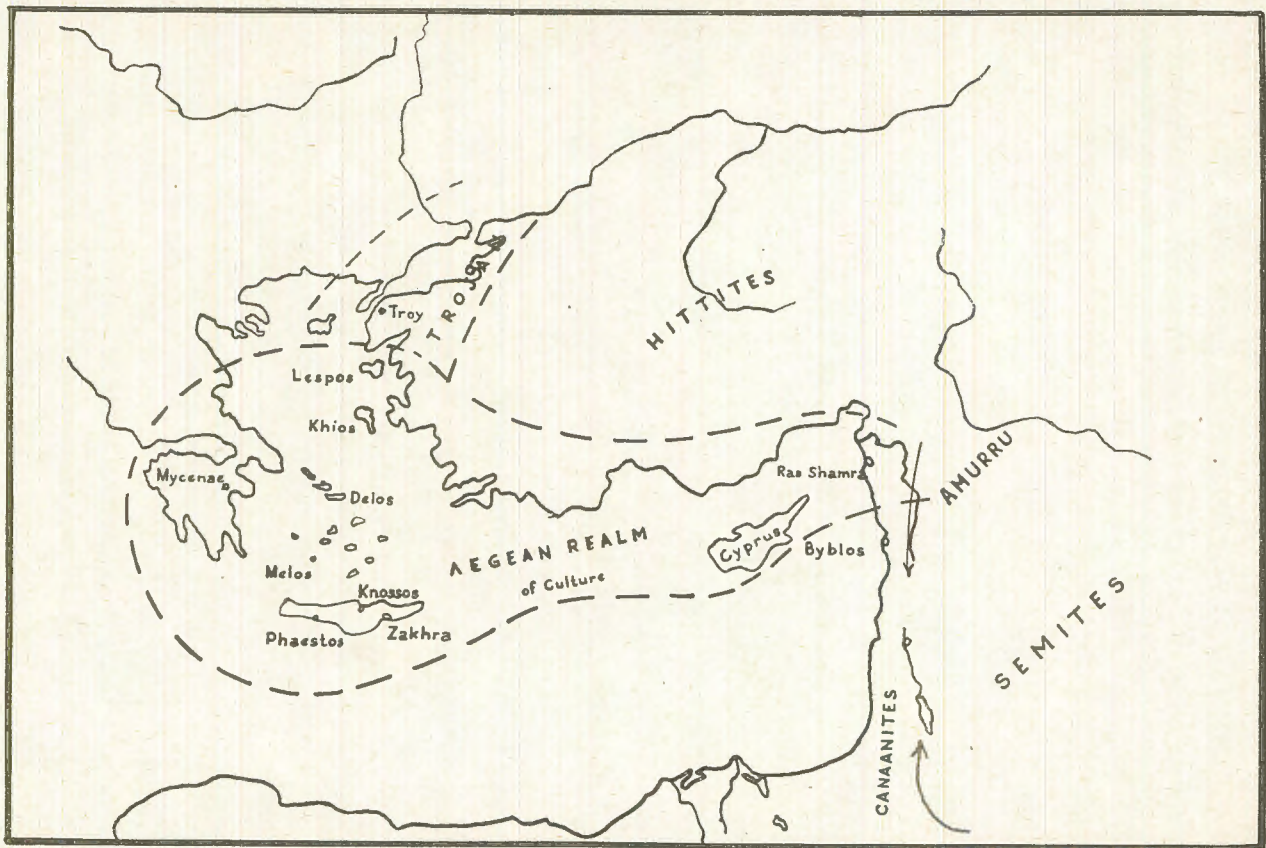 TROJA
Troy
HITTITES
Lespos
Khios
Mycenae
Delos
Ras Shamra
AMURRU
AEGEAN REALM
of Culture
Cyprus
Byblos
Melos
Knossos
Phaestos
Zakhra
SEMITES
CANAANITES